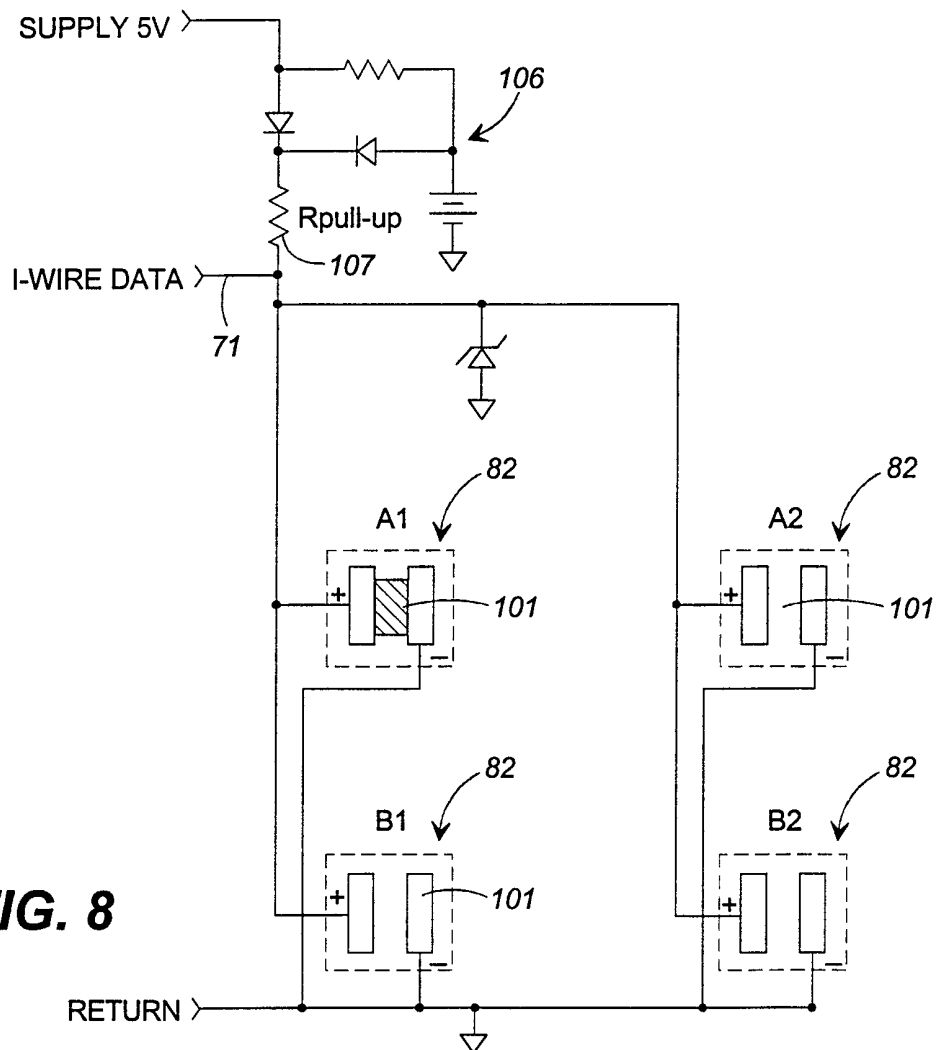 SUPPLY 5V
106
Rpull-up
107
I-WIRE DATA
71
82
82
A1
A2
+
101
+
101
–
–
82
82
B1
B2
+
101
+
–
–
IG. 8
RETURN